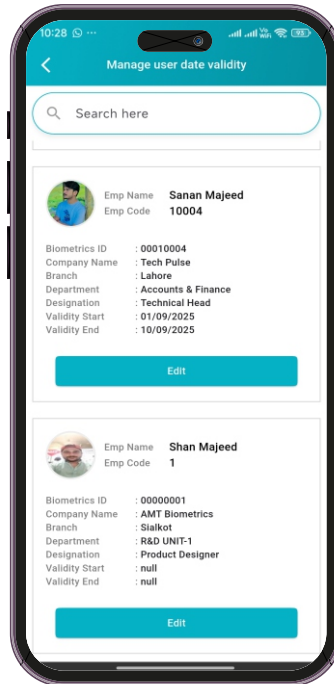 10:28 ... Vo WiFi 93
Manage user date validity
Search here
Emp Name Sanan Majeed
Emp Code 10004
Biometrics ID : 00010004
Company Name : Tech Pulse
Branch : Lahore
Department : Accounts & Finance
Designation : Technical Head
Validity Start : 01/09/2025
Validity End : 10/09/2025
Edit
Emp Name Shan Majeed
Emp Code 1
Biometrics ID : 00000001
Company Name : AMT Biometrics
Branch : Sialkot
Department : R&D UNIT-1
Designation : Product Designer
Validity Start : null
Validity End : null
Edit